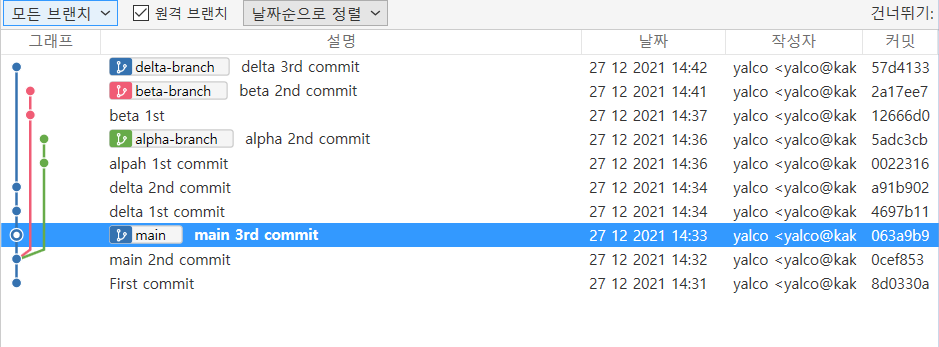 모든 브랜치 원격 브랜치 날짜순으로 정렬 건너뛰기:
그래프 설명 날짜 작성자 커밋
delta-branch delta 3rd commit 27 12 2021 14:42 yalco <yalco@kak 57d4133
beta-branch beta 2nd commit 27 12 2021 14:41 yalco <yalco@kak 2a17ee7
beta 1st 27 12 2021 14:37 yalco <yalco@kak 12666d0
alpha-branch alpha 2nd commit 27 12 2021 14:36 yalco <yalco@kak 5adc3cb
alpah 1st commit 27 12 2021 14:36 yalco <yalco@kak 0022316
delta 2nd commit 27 12 2021 14:34 yalco <yalco@kak a91b902
delta 1st commit 27 12 2021 14:34 yalco <yalco@kak 4697b11
main main 3rd commit 27 12 2021 14:33 yalco <yalco@kak 063a9b9
main 2nd commit 27 12 2021 14:32 yalco <yalco@kak 0cef853
First commit 27 12 2021 14:31 yalco <yalco@kak 8d0330a